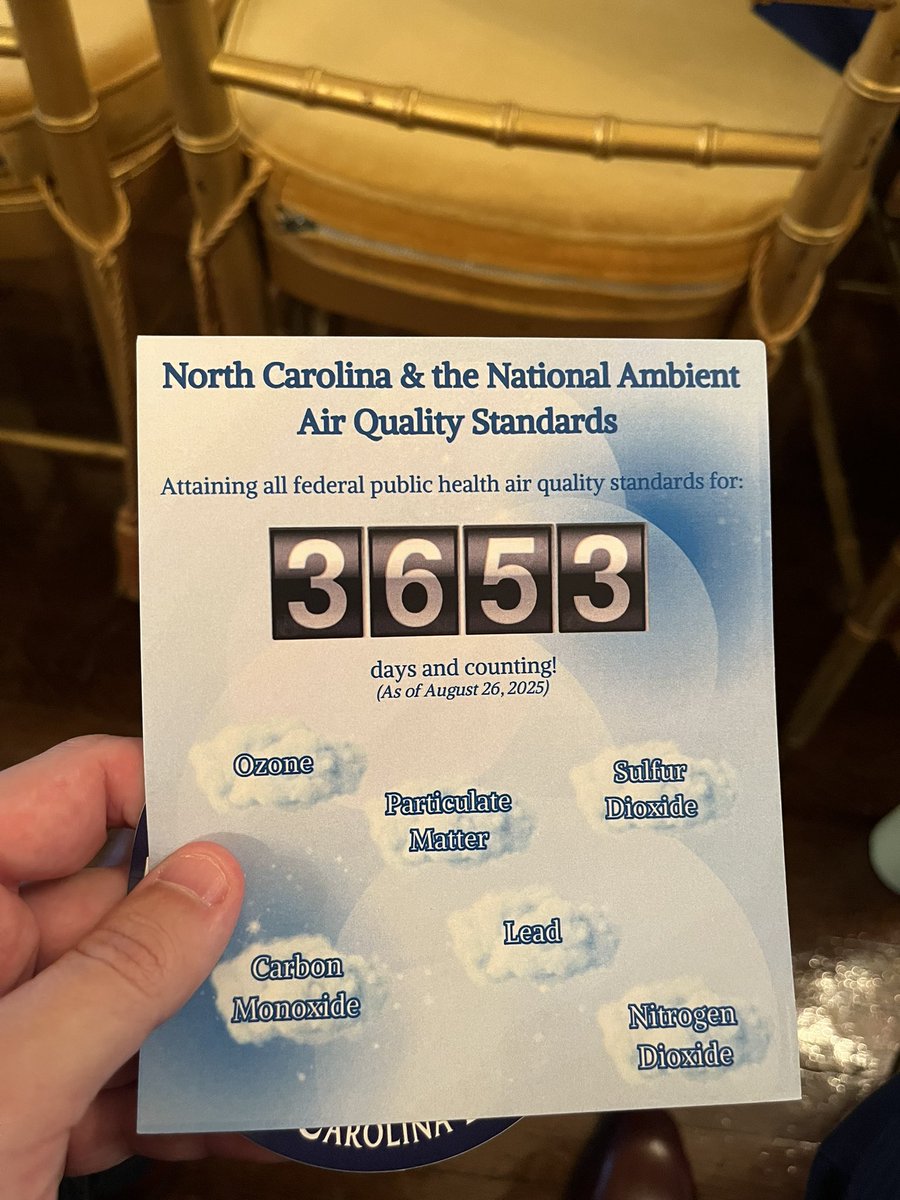 North Carolina & the National Ambient
Air Quality Standards
Attaining all federal public health air quality standards for:
3653
days and counting!
(As of August 26, 2025)
Ozone
Particulate
Matter
Sulfur
Dioxide
Lead
Carbon
Monoxide
Nitrogen
Dioxide
CAROLINA